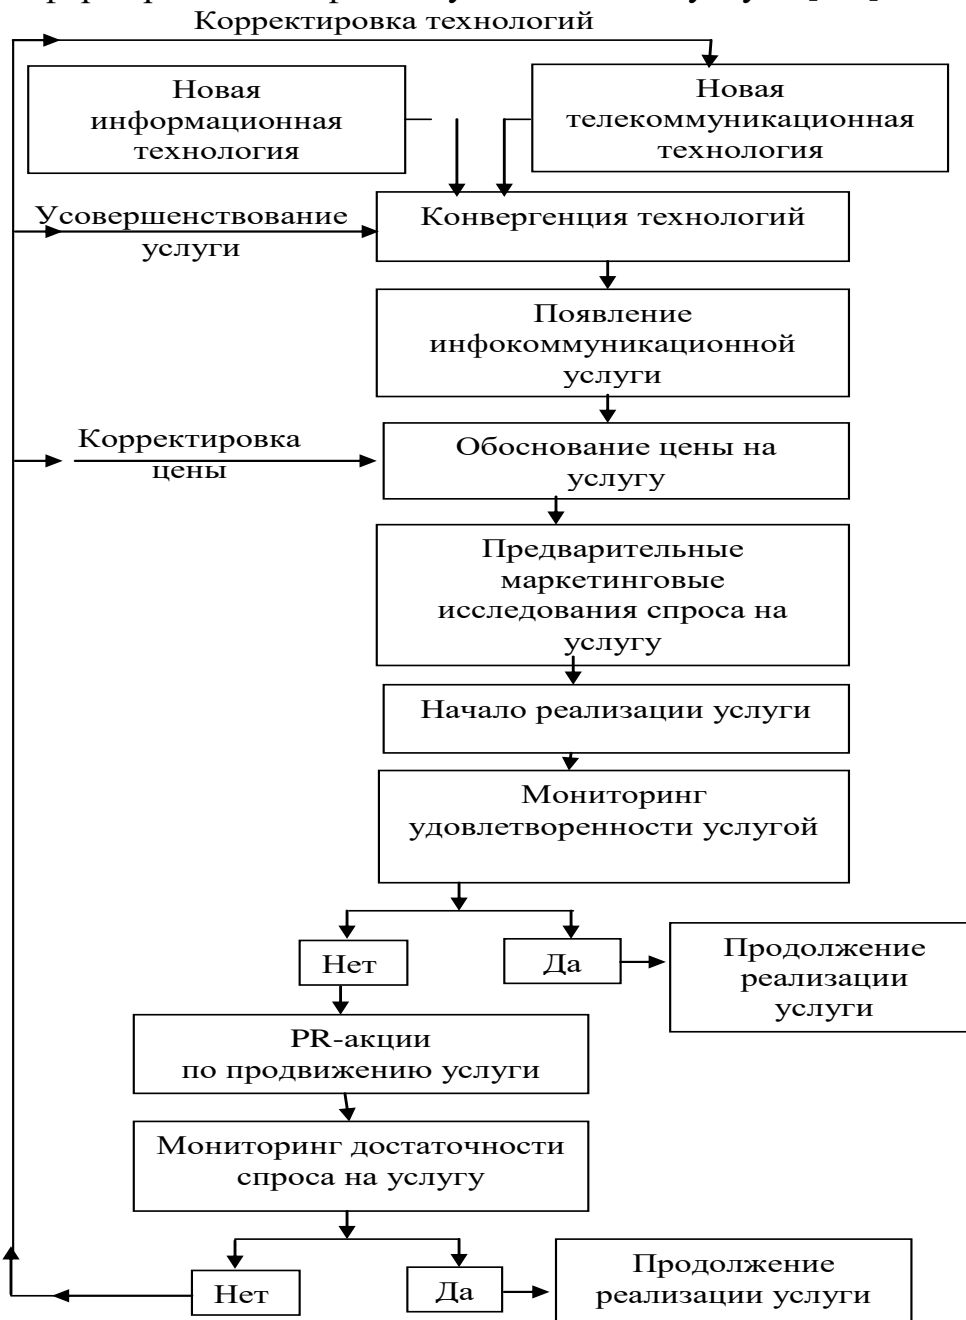 Корректировка технологий
Новая
информационная
технология
Новая
телекоммуникационная
технология
Усовершенствование
услуги
Конвергенция технологий
Появление
инфокоммуникационной
услуги
Корректировка
цены
Обоснование цены на
услугу
Предварительные
маркетинговые
исследования спроса на
услугу
Начало реализации услуги
Мониторинг
удовлетворенности услугой
Нет
Да
Продолжение
реализации
услуги
PR-акции
по продвижению услуги
Мониторинг достаточности
спроса на услугу
Нет
Да
Продолжение
реализации услуги